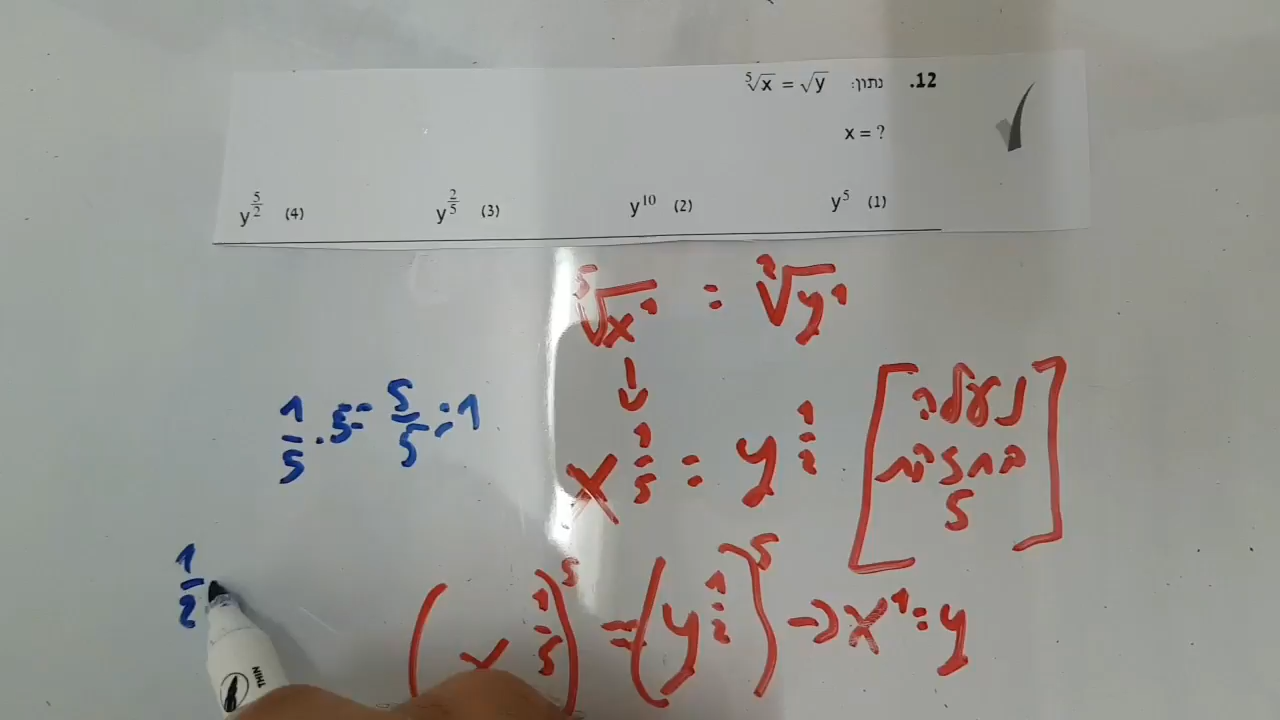 12. נתון: ⁵√x = √y
x = ?
(1) y⁵ (2) y¹⁰ (3) y^(2/5) (4) y^(5/2)
⁵√x¹ = ²√y¹
↓
x^(1/5) = y^(1/2)
[נעלה
בחזקת
5]
1/5 · 5 = 5/5 = 1
(x^(1/5))⁵ = (y^(1/2))⁵ → x¹ = y
1/2
THIN